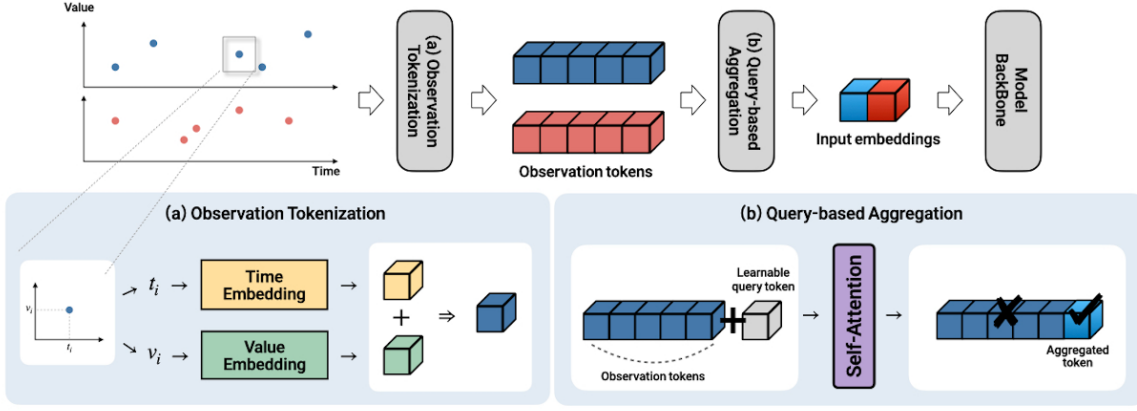 Value
Time
(a) Observation
Tokenization
Observation tokens
(b) Query-based
Aggregation
Input embeddings
Model
BackBone
(a) Observation Tokenization
v_i
t_i
t_i
v_i
Time
Embedding
Value
Embedding
+
⇒
(b) Query-based Aggregation
Learnable
query token
+
Observation tokens
Self-Attention
Aggregated
token